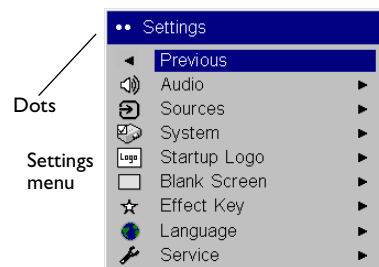 •• Settings
Previous
Audio
Dots
Sources
System
Settings
menu
Logo
Startup Logo
Blank Screen
Effect Key
Language
Service